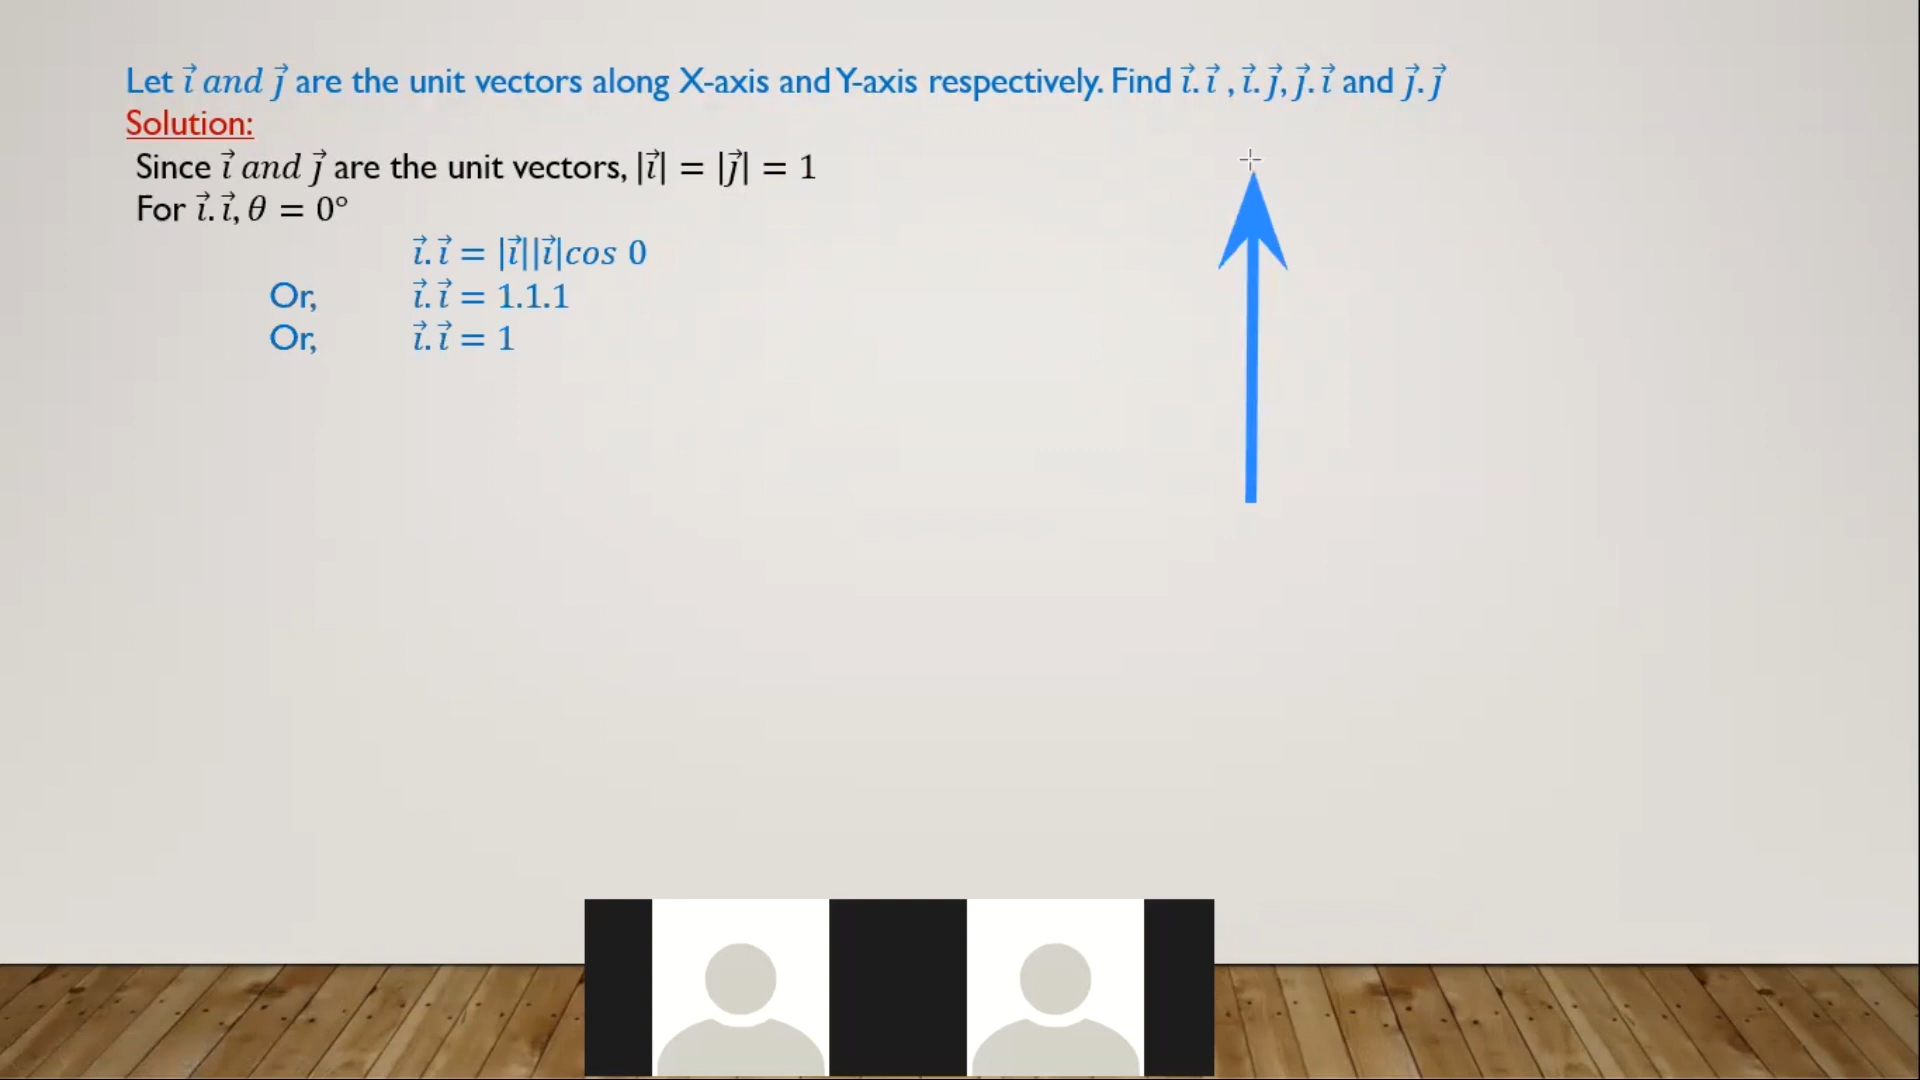 Let i⃗ and j⃗ are the unit vectors along X-axis and Y-axis respectively. Find i⃗. i⃗ , i⃗. j⃗, j⃗. i⃗ and j⃗. j⃗
Solution:
Since i⃗ and j⃗ are the unit vectors, |i⃗| = |j⃗| = 1
For i⃗. i⃗, θ = 0°
i⃗. i⃗ = |i⃗||i⃗|cos 0
Or, i⃗. i⃗ = 1.1.1
Or, i⃗. i⃗ = 1